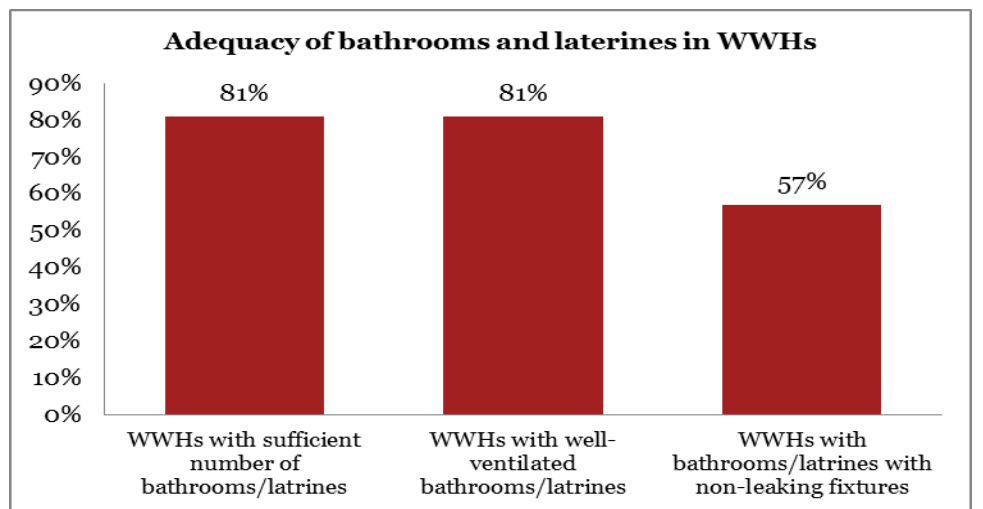 Adequacy of bathrooms and laterines in WWHs
90%
80%
70%
60%
50%
40%
30%
20%
10%
0%
81%
81%
57%
WWHs with sufficient
number of
bathrooms/latrines
WWHs with well-
ventilated
bathrooms/latrines
WWHs with
bathrooms/latrines with
non-leaking fixtures